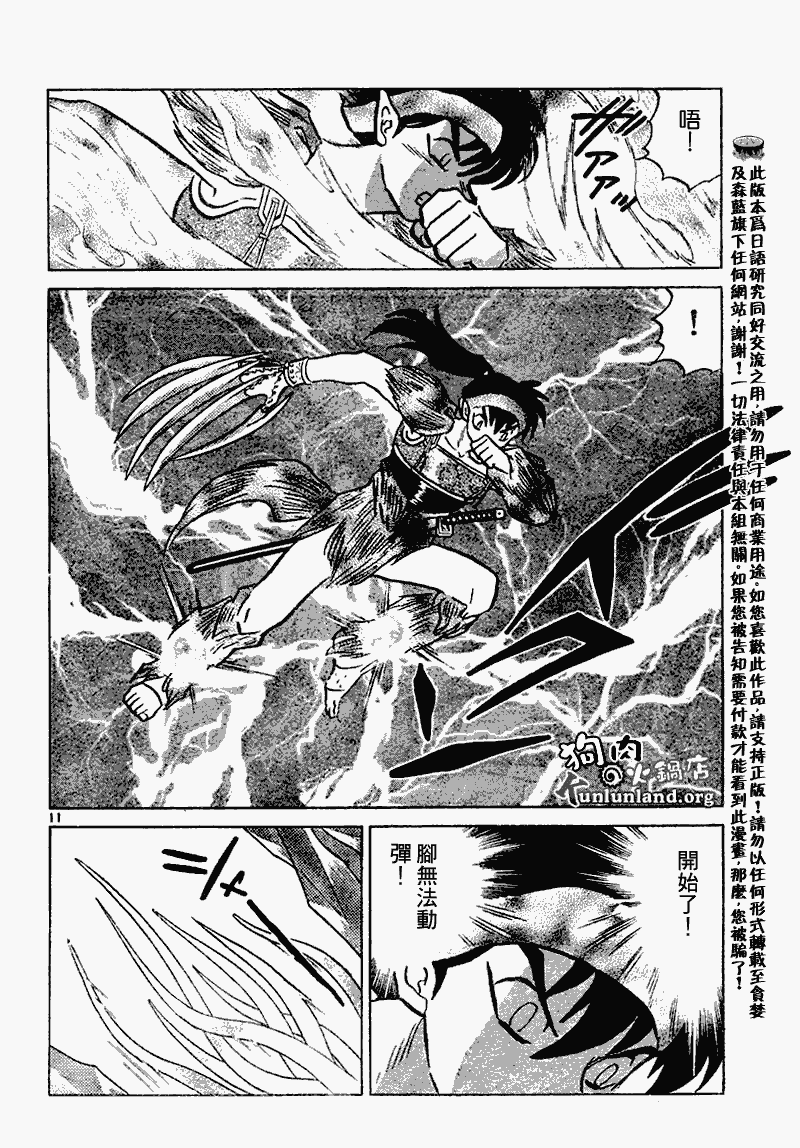 唔！
ザアアッ
！
11
狗肉の火鍋店
Kunlunland.org
開始了！
腳無法動
彈！
此版本爲日語研究同好交流之用，請勿用于任何商業用途。如您喜歡此作品，請支持正版！請勿以任何形式轉載至貪婪
及森藍旗下任何網站，謝謝！一切法律責任與本組無關。如果您被告知需要付款才能看到此漫畫，那麼，您被騙了！